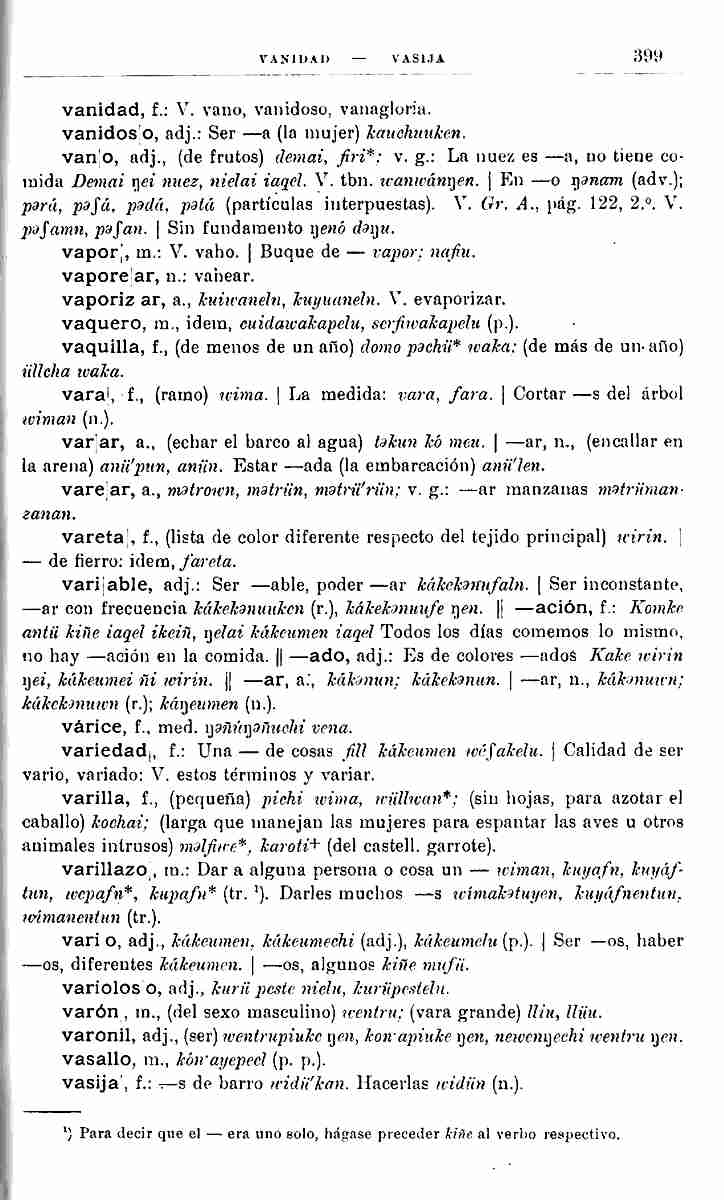 VANIDAD — VASIJA 399
vanidad, f.: V. vano, vanidoso, vanagloria.
vanidos|o, adj.: Ser —a (la mujer) kauchuuken.
van|o, adj., (de frutos) demai, firi*; v. g.: La nuez es —a, no tiene co-
mida Demai ŋei nuez, nielai iaqel. V. tbn. wanwánŋen. | En —o ŋənam (adv.);
pərá, pəʃá, pədá, pəlá (partículas interpuestas). V. Gr. A., pág. 122, 2.º. V.
pəʃamn, pəʃan. | Sin fundamento ŋenó dəŋu.
vapor|, m.: V. vaho. | Buque de — vapor; nafiu.
vapore|ar, n.: vahear.
vaporiz|ar, a., kuiwaneln, kuyuaneln. V. evaporizar.
vaquero, m., idem, cuidawakapelu, serfiwakapelu (p.).
vaquilla, f., (de menos de un año) domo pəchü* waka; (de más de un año)
üllcha waka.
vara|, f., (ramo) wima. | La medida: vara, fara. | Cortar —s del árbol
wiman (n.).
var|ar, a., (echar el barco al agua) təkun kó meu. | —ar, n., (encallar en
la arena) anü'pun, anün. Estar —ada (la embarcación) anü'len.
vare|ar, a., mətrown, mətrün, mətrü'rün; v. g.: —ar manzanas mətrüman-
zanan.
vareta|, f., (lista de color diferente respecto del tejido principal) wirin. |
— de fierro: idem, fareta.
vari|able, adj.: Ser —able, poder —ar kákekənufaln. | Ser inconstante,
—ar con frecuencia kákekənuuken (r.), kákekənuufe ŋen. || —ación, f.: Komke
antü kiñe iaqel ikeiñ, ŋelai kákeumen iaqel Todos los días comemos lo mismo,
no hay —ación en la comida. || —ado, adj.: Es de colores —ados Kake wirin
ŋei, kákeumei ñi wirin. || —ar, a., kákənun; kákekənun. | —ar, n., kákənuwn;
kákekənuwn (r.); káŋeumen (n.).
várice, f., med. ŋəñúŋəñuchi vena.
variedad|, f.: Una — de cosas fill kákeumen wéʃakelu. | Calidad de ser
vario, variado: V. estos términos y variar.
varilla, f., (pequeña) pichi wima, wüllwan*; (sin hojas, para azotar el
caballo) kochai; (larga que manejan las mujeres para espantar las aves u otros
animales intrusos) məlfiwe*, karoti+ (del castell. garrote).
varillazo|, m.: Dar a alguna persona o cosa un — wiman, kuyafn, kuyáf-
tun, wepafn*, kupafn* (tr. ¹). Darles muchos —s wimakətuyen, kuyáfnentun,
wimanentun (tr.).
vari|o, adj., kákeumen, kákeumechi (adj.), kákeumelu (p.). | Ser —os, haber
—os, diferentes kákeumen. | —os, algunos kiñe mufü.
variolos|o, adj., kurü peste nielu, kurüpestelu.
varón|, m., (del sexo masculino) wentru; (vara grande) lliu, llüu.
varonil, adj., (ser) wentrupiuke ŋen, kon·apiuke ŋen, newenŋechi wentru ŋen.
vasallo, m., kón·ayepeel (p. p.).
vasija|, f.: —s de barro widü'kan. Hacerlas widün (n.).
¹) Para decir que el — era uno solo, hágase preceder kiñe al verbo respectivo.